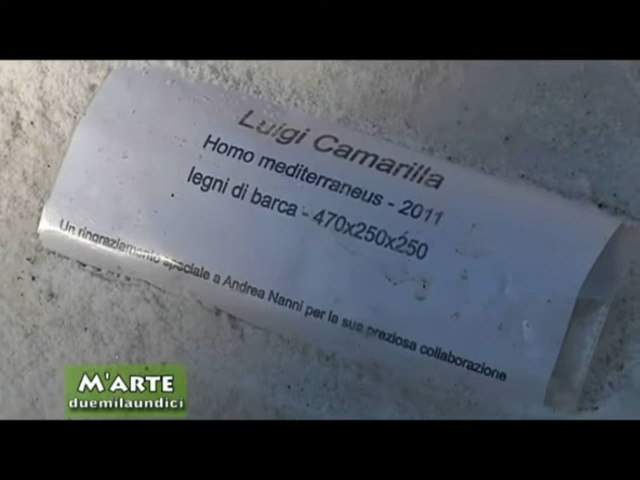 Luigi Camarilla
Homo mediterraneus - 2011
legni di barca - 470x250x250
Un ringraziamento speciale a Andrea Nanni per la sua preziosa collaborazione
M'ARTE
duemilaundici